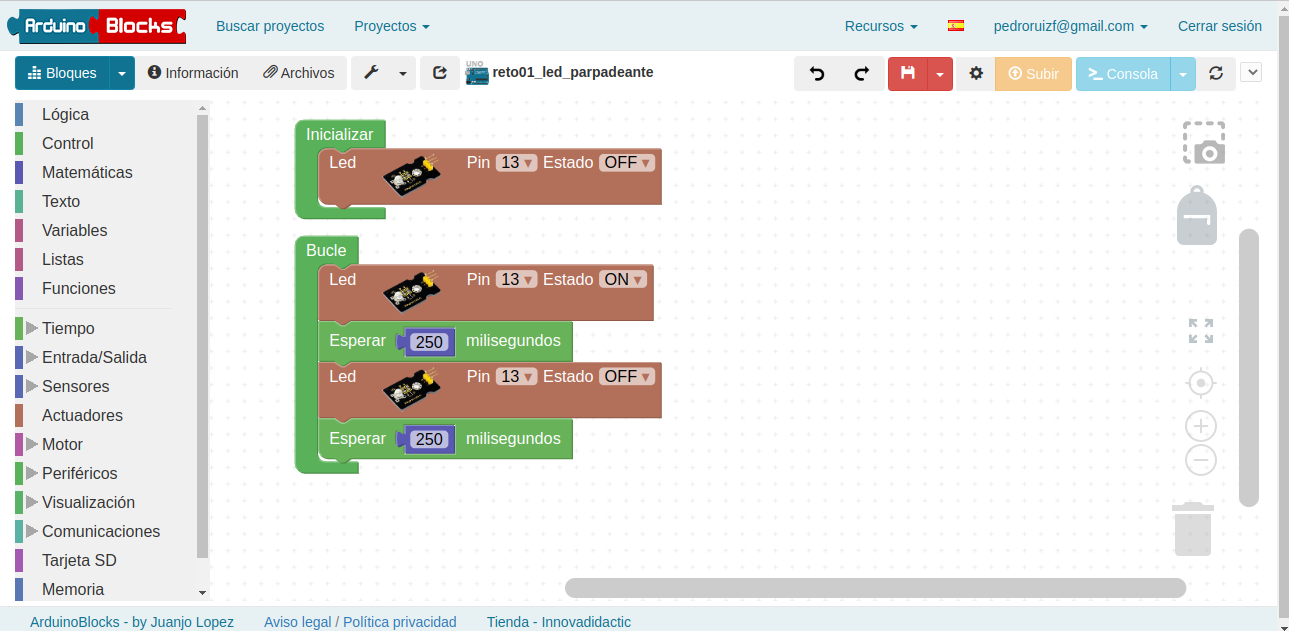 Arduino Blocks
Buscar proyectos
Proyectos
Recursos
pedroruizf@gmail.com
Cerrar sesión
Bloques
Información
Archivos
UNO
reto01_led_parpadeante
Subir
Consola
Lógica
Control
Matemáticas
Texto
Variables
Listas
Funciones
Tiempo
Entrada/Salida
Sensores
Actuadores
Motor
Periféricos
Visualización
Comunicaciones
Tarjeta SD
Memoria
Inicializar
Led Pin 13 Estado OFF
Bucle
Led Pin 13 Estado ON
Esperar 250 milisegundos
Led Pin 13 Estado OFF
Esperar 250 milisegundos
ArduinoBlocks - by Juanjo Lopez
Aviso legal / Política privacidad
Tienda - Innovadidactic